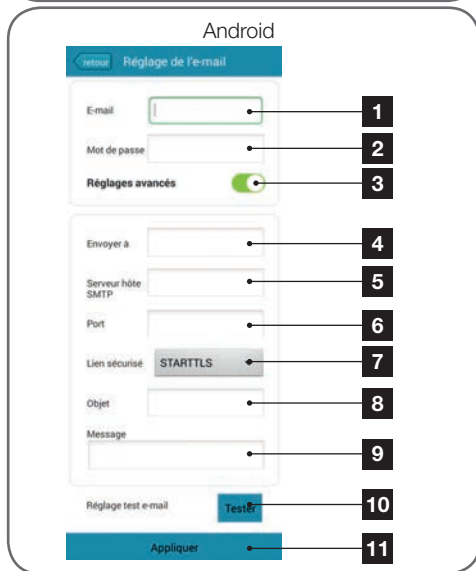 Android
retour Réglage de l'e-mail
E-mail 1
Mot de passe 2
Réglages avancés 3
Envoyer à 4
Serveur hôte SMTP 5
Port 6
Lien sécurisé STARTTLS 7
Objet 8
Message 9
Réglage test e-mail Tester 10
Appliquer 11